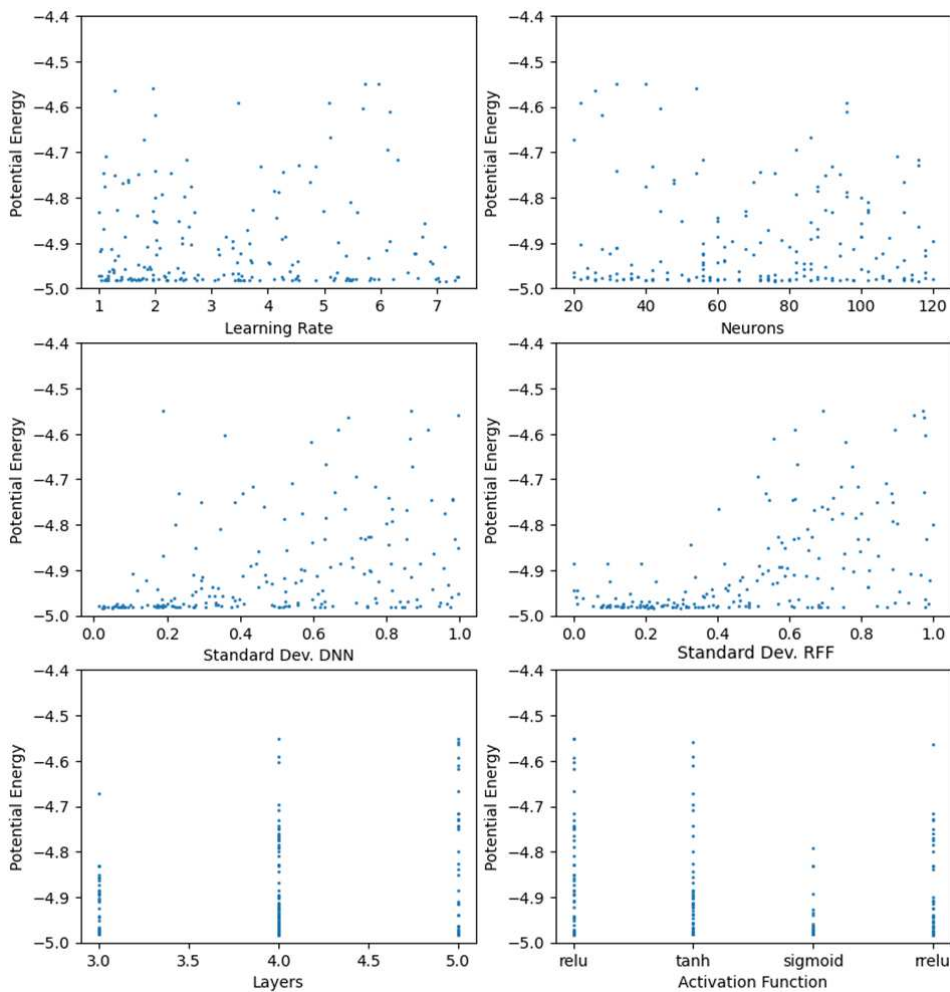 −4.4
−4.5
−4.6
−4.7
−4.8
−4.9
−5.0
Potential Energy
1 2 3 4 5 6 7
Learning Rate
−4.4
−4.5
−4.6
−4.7
−4.8
−4.9
−5.0
Potential Energy
20 40 60 80 100 120
Neurons
−4.4
−4.5
−4.6
−4.7
−4.8
−4.9
−5.0
Potential Energy
0.0 0.2 0.4 0.6 0.8 1.0
Standard Dev. DNN
−4.4
−4.5
−4.6
−4.7
−4.8
−4.9
−5.0
Potential Energy
0.0 0.2 0.4 0.6 0.8 1.0
Standard Dev. RFF
−4.4
−4.5
−4.6
−4.7
−4.8
−4.9
−5.0
Potential Energy
3.0 3.5 4.0 4.5 5.0
Layers
−4.4
−4.5
−4.6
−4.7
−4.8
−4.9
−5.0
Potential Energy
relu tanh sigmoid rrelu
Activation Function